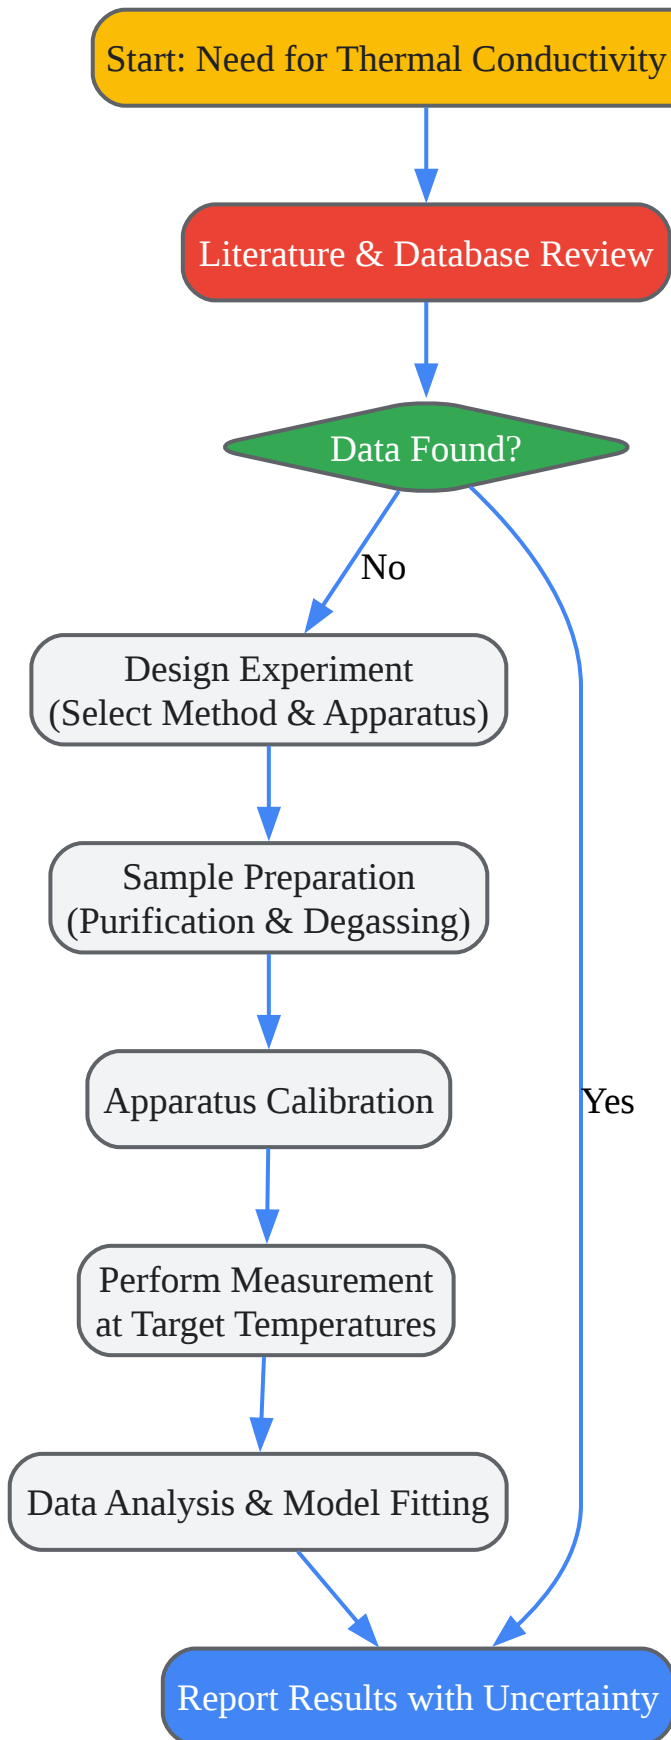 Start: Need for Thermal Conductivity
Literature & Database Review
Data Found?
No
Design Experiment
(Select Method & Apparatus)
Sample Preparation
(Purification & Degassing)
Apparatus Calibration
Yes
Perform Measurement
at Target Temperatures
Data Analysis & Model Fitting
Report Results with Uncertainty